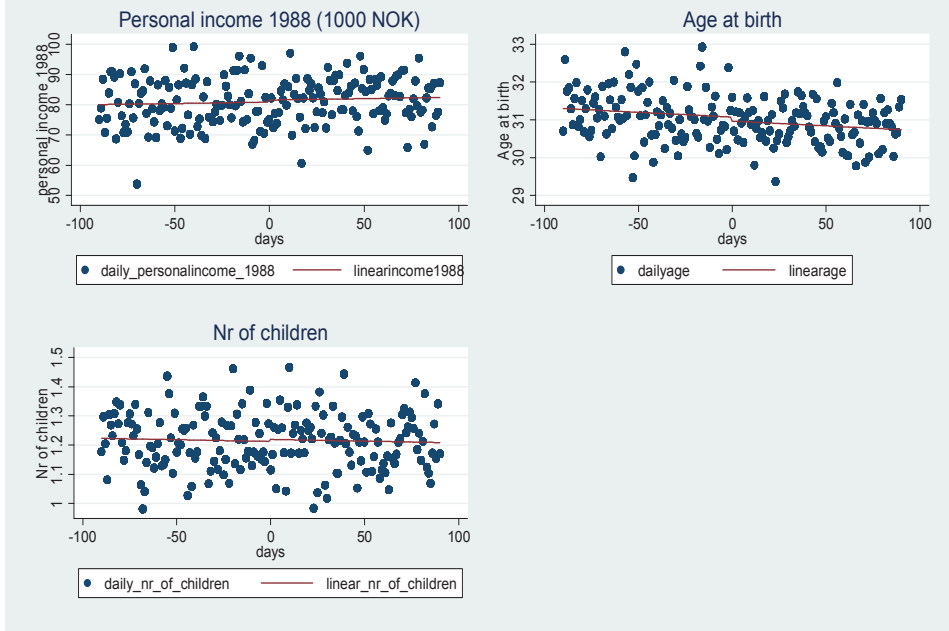 Personal income 1988 (1000 NOK)
personal income 1988
50 60 70 80 90 100
-100 -50 0 50 100
days
daily_personalincome_1988 linearincome1988
Age at birth
Age at birth
29 30 31 32 33
-100 -50 0 50 100
days
dailyage linearage
Nr of children
Nr of children
1 1.1 1.2 1.3 1.4 1.5
-100 -50 0 50 100
days
daily_nr_of_children linear_nr_of_children